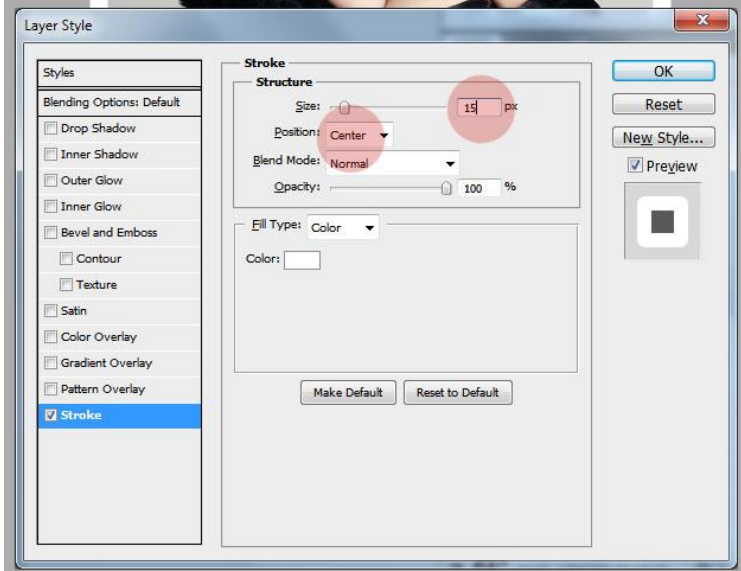 Layer Style
Styles
Blending Options: Default
Drop Shadow
Inner Shadow
Outer Glow
Inner Glow
Bevel and Emboss
Contour
Texture
Satin
Color Overlay
Gradient Overlay
Pattern Overlay
Stroke
Stroke
Structure
Size: 15 px
Position: Center
Blend Mode: Normal
Opacity: 100 %
Fill Type: Color
Color:
Make Default Reset to Default
OK
Reset
New Style...
Preview